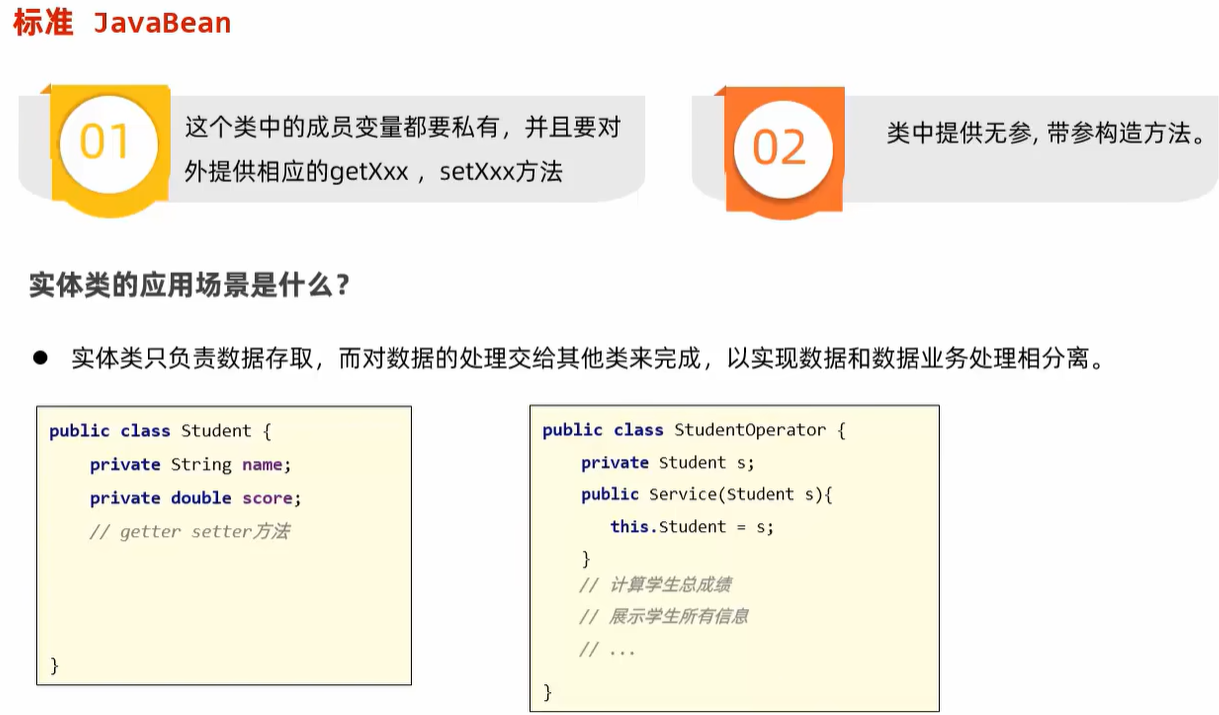 标准 JavaBean
01
这个类中的成员变量都要私有，并且要对
外提供相应的getXxx ，setXxx方法
02
类中提供无参, 带参构造方法。
实体类的应用场景是什么？
● 实体类只负责数据存取，而对数据的处理交给其他类来完成，以实现数据和数据业务处理相分离。
public class Student {
private String name;
private double score;
// getter setter方法
}
public class StudentOperator {
private Student s;
public Service(Student s){
this.Student = s;
}
// 计算学生总成绩
// 展示学生所有信息
// ...
}